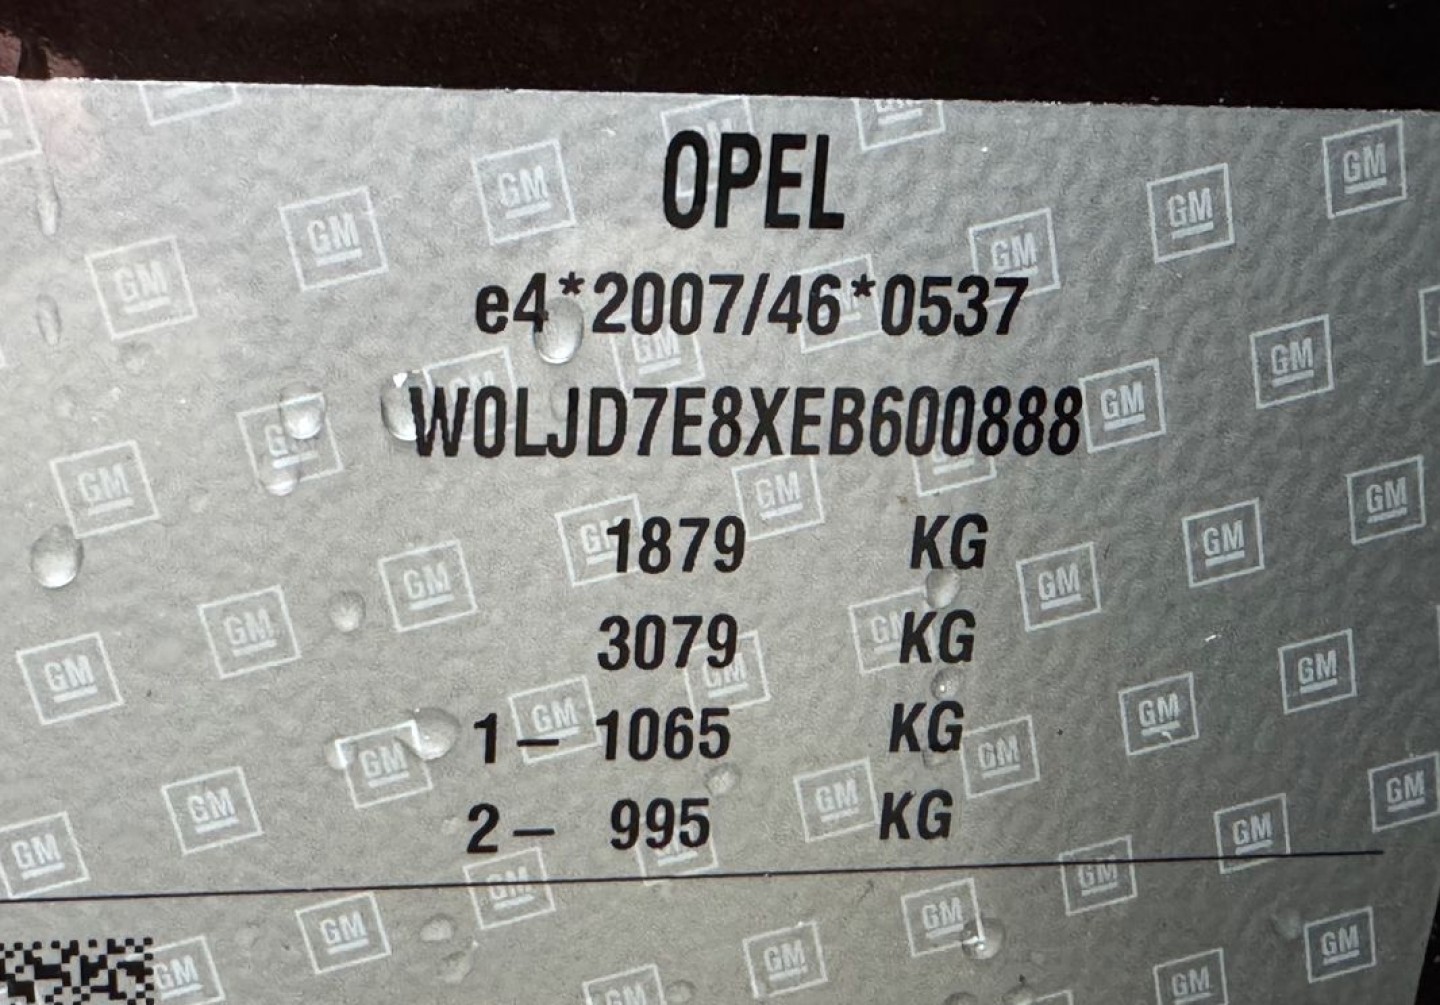 OPEL
e4*2007/46*0537
W0LJD7E8XEB600888
1879 KG
3079 KG
1– 1065 KG
2– 995 KG